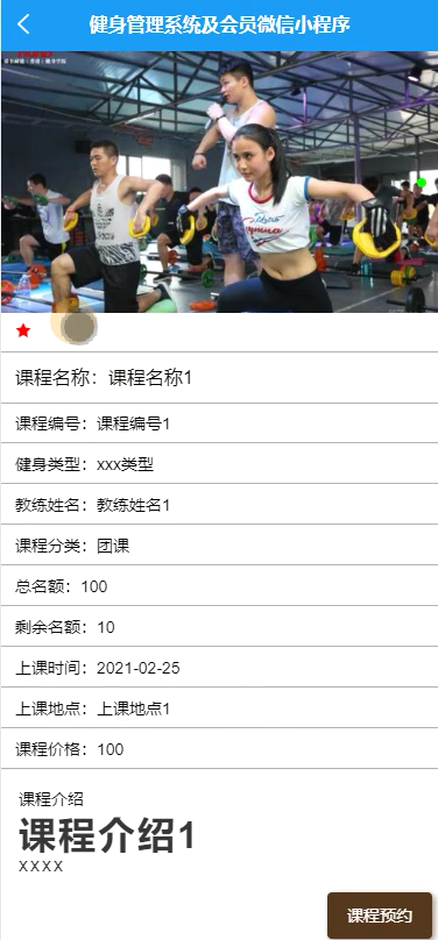 健身管理系统及会员微信小程序
课程名称：课程名称1
课程编号：课程编号1
健身类型：xxx类型
教练姓名：教练姓名1
课程分类：团课
总名额：100
剩余名额：10
上课时间：2021-02-25
上课地点：上课地点1
课程价格：100
课程介绍
课程介绍1
XXXX
课程预约